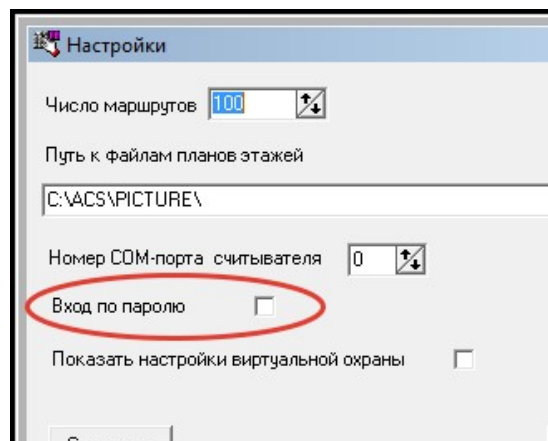 Настройки
Число маршрутов 100
Путь к файлам планов этажей
C:\ACS\PICTURE\
Номер COM-порта считывателя 0
Вход по паролю
Показать настройки виртуальной охраны